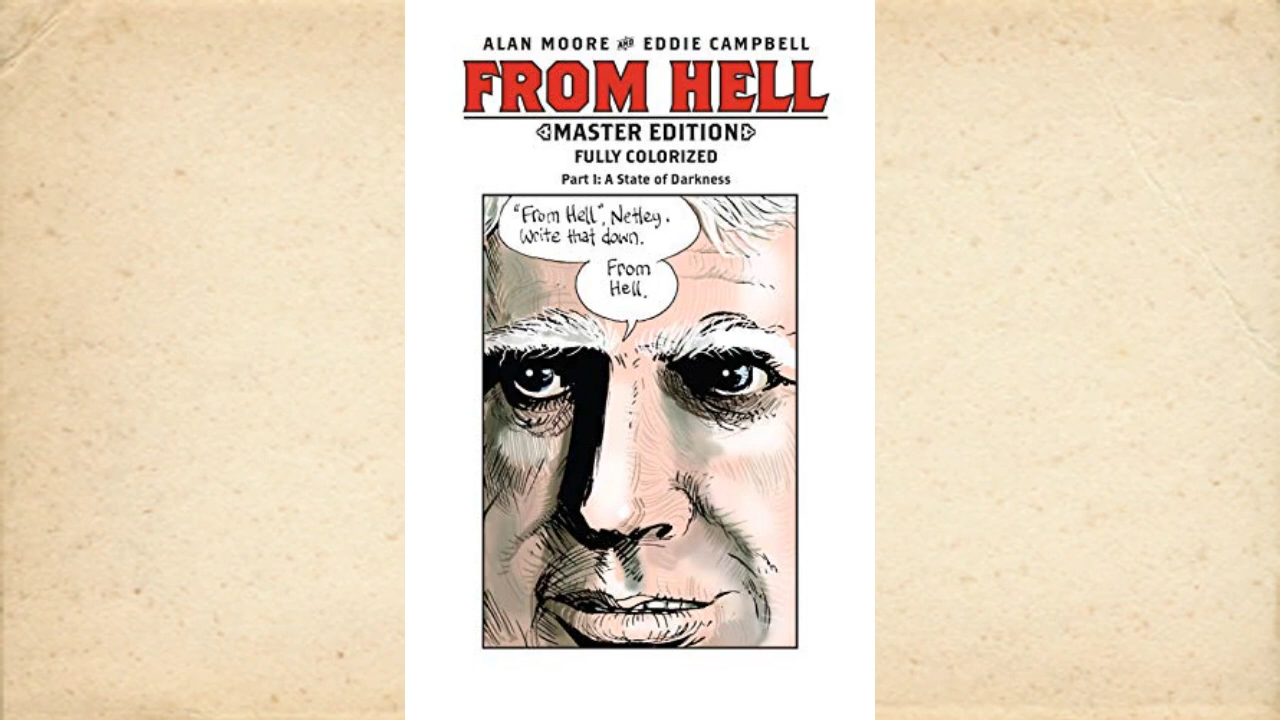 ALAN MOORE AND EDDIE CAMPBELL
FROM HELL
MASTER EDITION
FULLY COLORIZED
Part I: A State of Darkness
"From Hell", Netley.
Write that down.
From
Hell.